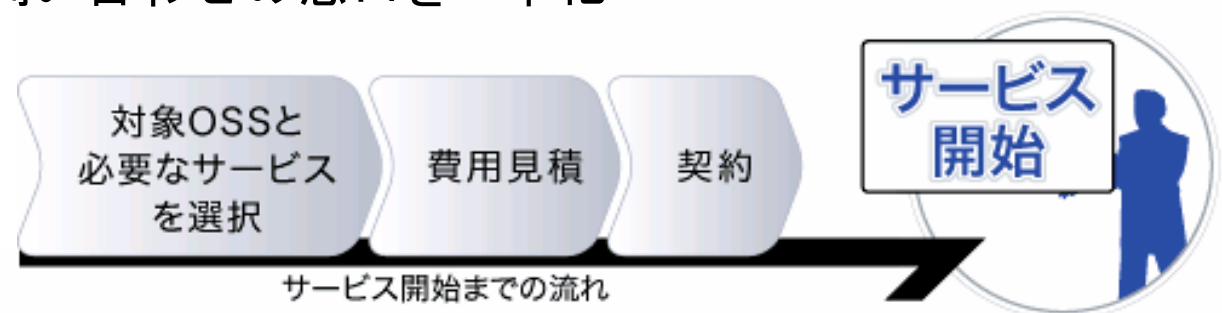 対象OSSと
必要なサービス
を選択
費用見積
契約
サービス
開始
サービス開始までの流れ